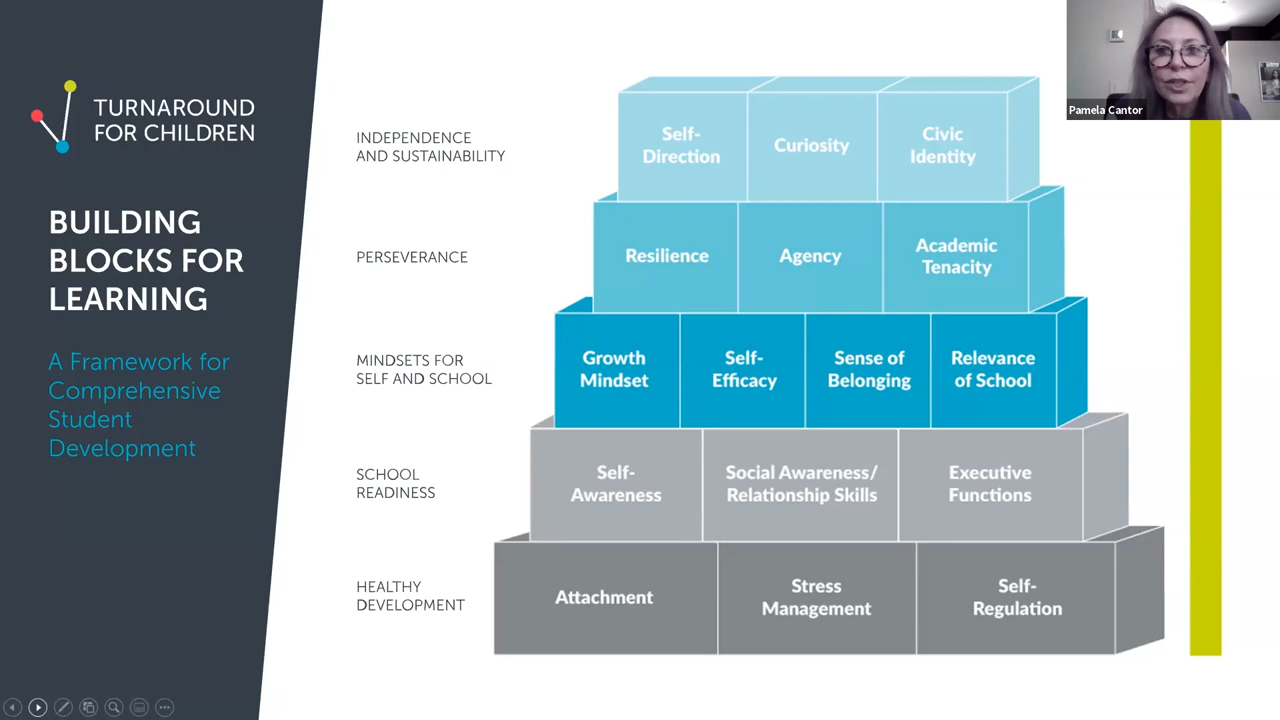 TURNAROUND
FOR CHILDREN
BUILDING
BLOCKS FOR
LEARNING
A Framework for
Comprehensive
Student
Development
INDEPENDENCE
AND SUSTAINABILITY
Self-
Direction
Curiosity
Civic
Identity
PERSEVERANCE
Resilience
Agency
Academic
Tenacity
MINDSETS FOR
SELF AND SCHOOL
Growth
Mindset
Self-
Efficacy
Sense of
Belonging
Relevance
of School
SCHOOL
READINESS
Self-
Awareness
Social Awareness/
Relationship Skills
Executive
Functions
HEALTHY
DEVELOPMENT
Attachment
Stress
Management
Self-
Regulation
Pamela Cantor